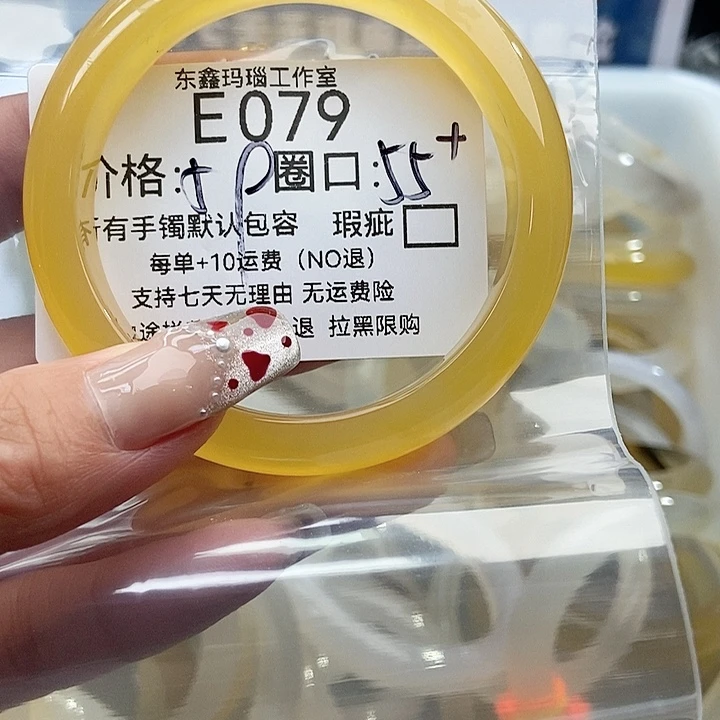 东鑫玛瑙工作室
E079
价格: 圈口:55+
所有手镯默认包容 瑕疵
每单+10运费（NO退）
支持七天无理由 无运费险
途 退 拉黑限购